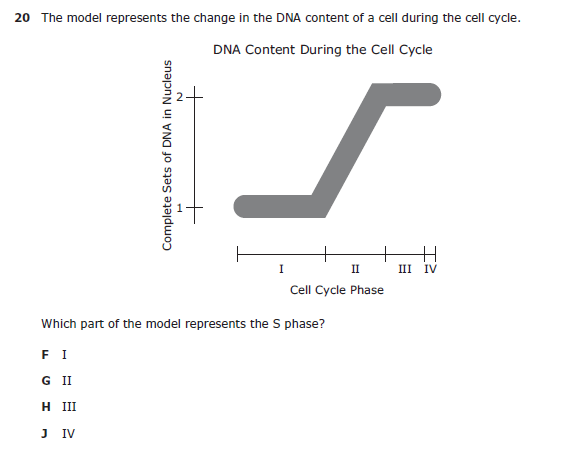 20 The model represents the change in the DNA content of a cell during the cell cycle.
DNA Content During the Cell Cycle
Complete Sets of DNA in Nucleus
2
1
I II III IV
Cell Cycle Phase
Which part of the model represents the S phase?
F I
G II
H III
J IV